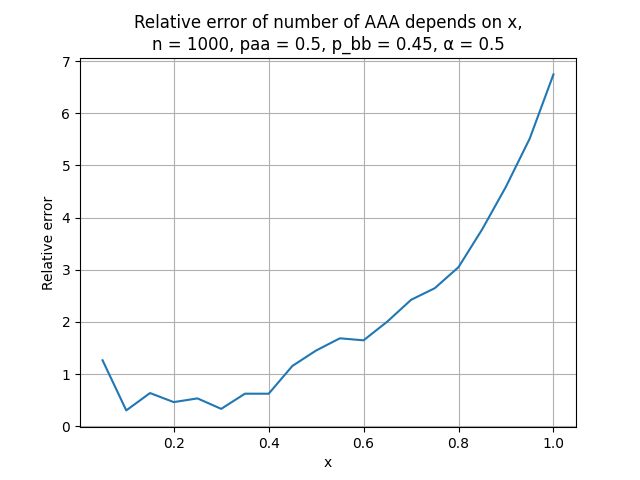 Relative error of number of AAA depends on x,
n = 1000, paa = 0.5, p_bb = 0.45, α = 0.5
7
6
5
4
3
2
1
0
Relative error
0.2 0.4 0.6 0.8 1.0
x